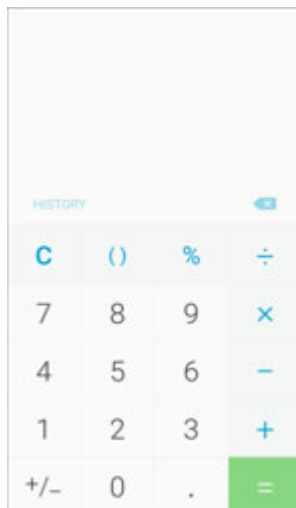 HISTORY
C () % ÷
7 8 9 ×
4 5 6 −
1 2 3 +
+/− 0 . =